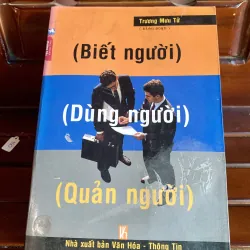 Trương Mưu Tử
(Biết người)
(Dùng người)
(Quản người)
Nhà xuất bản Văn Hóa - Thông Tin